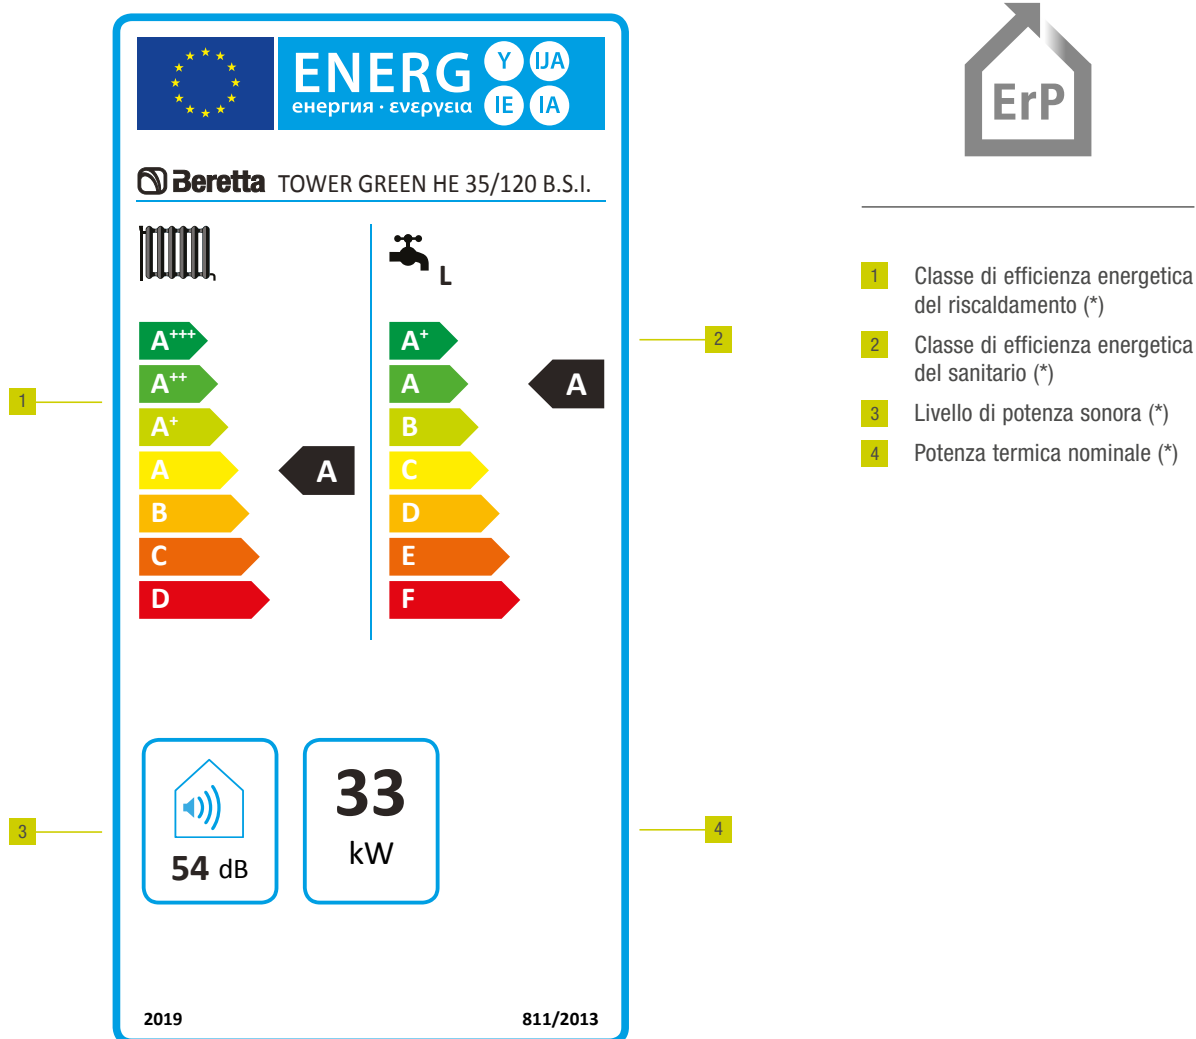 ENERG Y IJA
енергия · ενεργεια IE IA
Beretta TOWER GREEN HE 35/120 B.S.I.
L
A+++
A++
A+
A
B
C
D
A
A+
A
B
C
D
E
F
A
1
2
3
4
54 dB
33
kW
2019 811/2013
ErP
1 Classe di efficienza energetica
del riscaldamento (*)
2 Classe di efficienza energetica
del sanitario (*)
3 Livello di potenza sonora (*)
4 Potenza termica nominale (*)